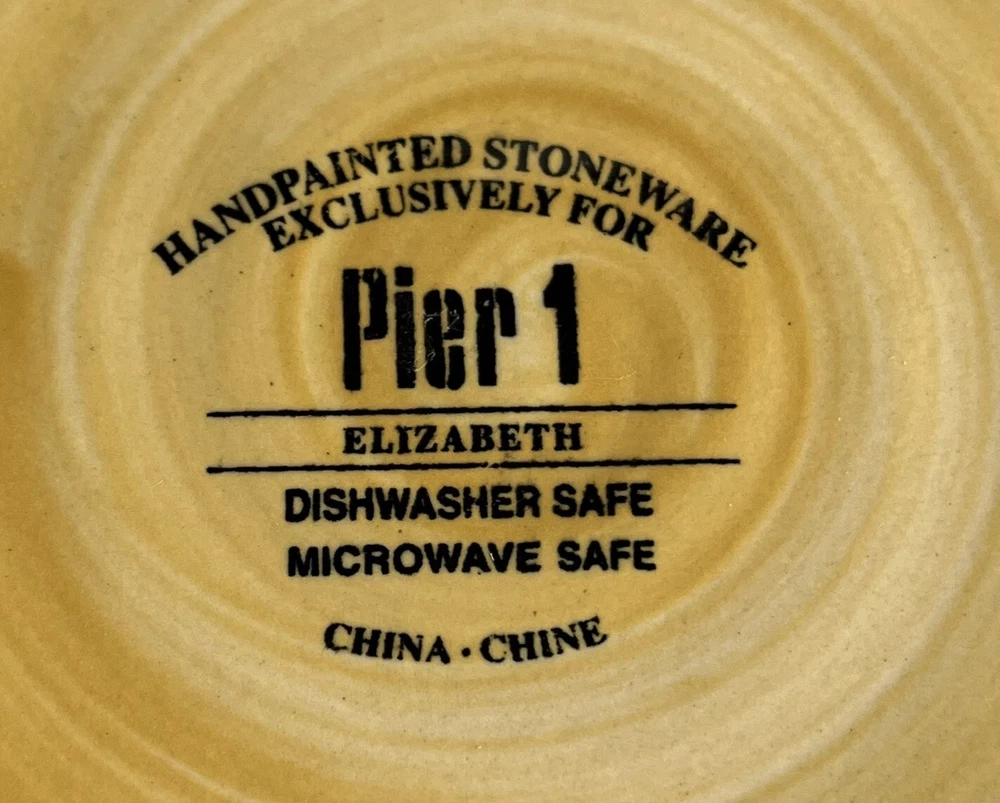 HANDPAINTED STONEWARE
EXCLUSIVELY FOR
Pier 1
ELIZABETH
DISHWASHER SAFE
MICROWAVE SAFE
CHINA · CHINE